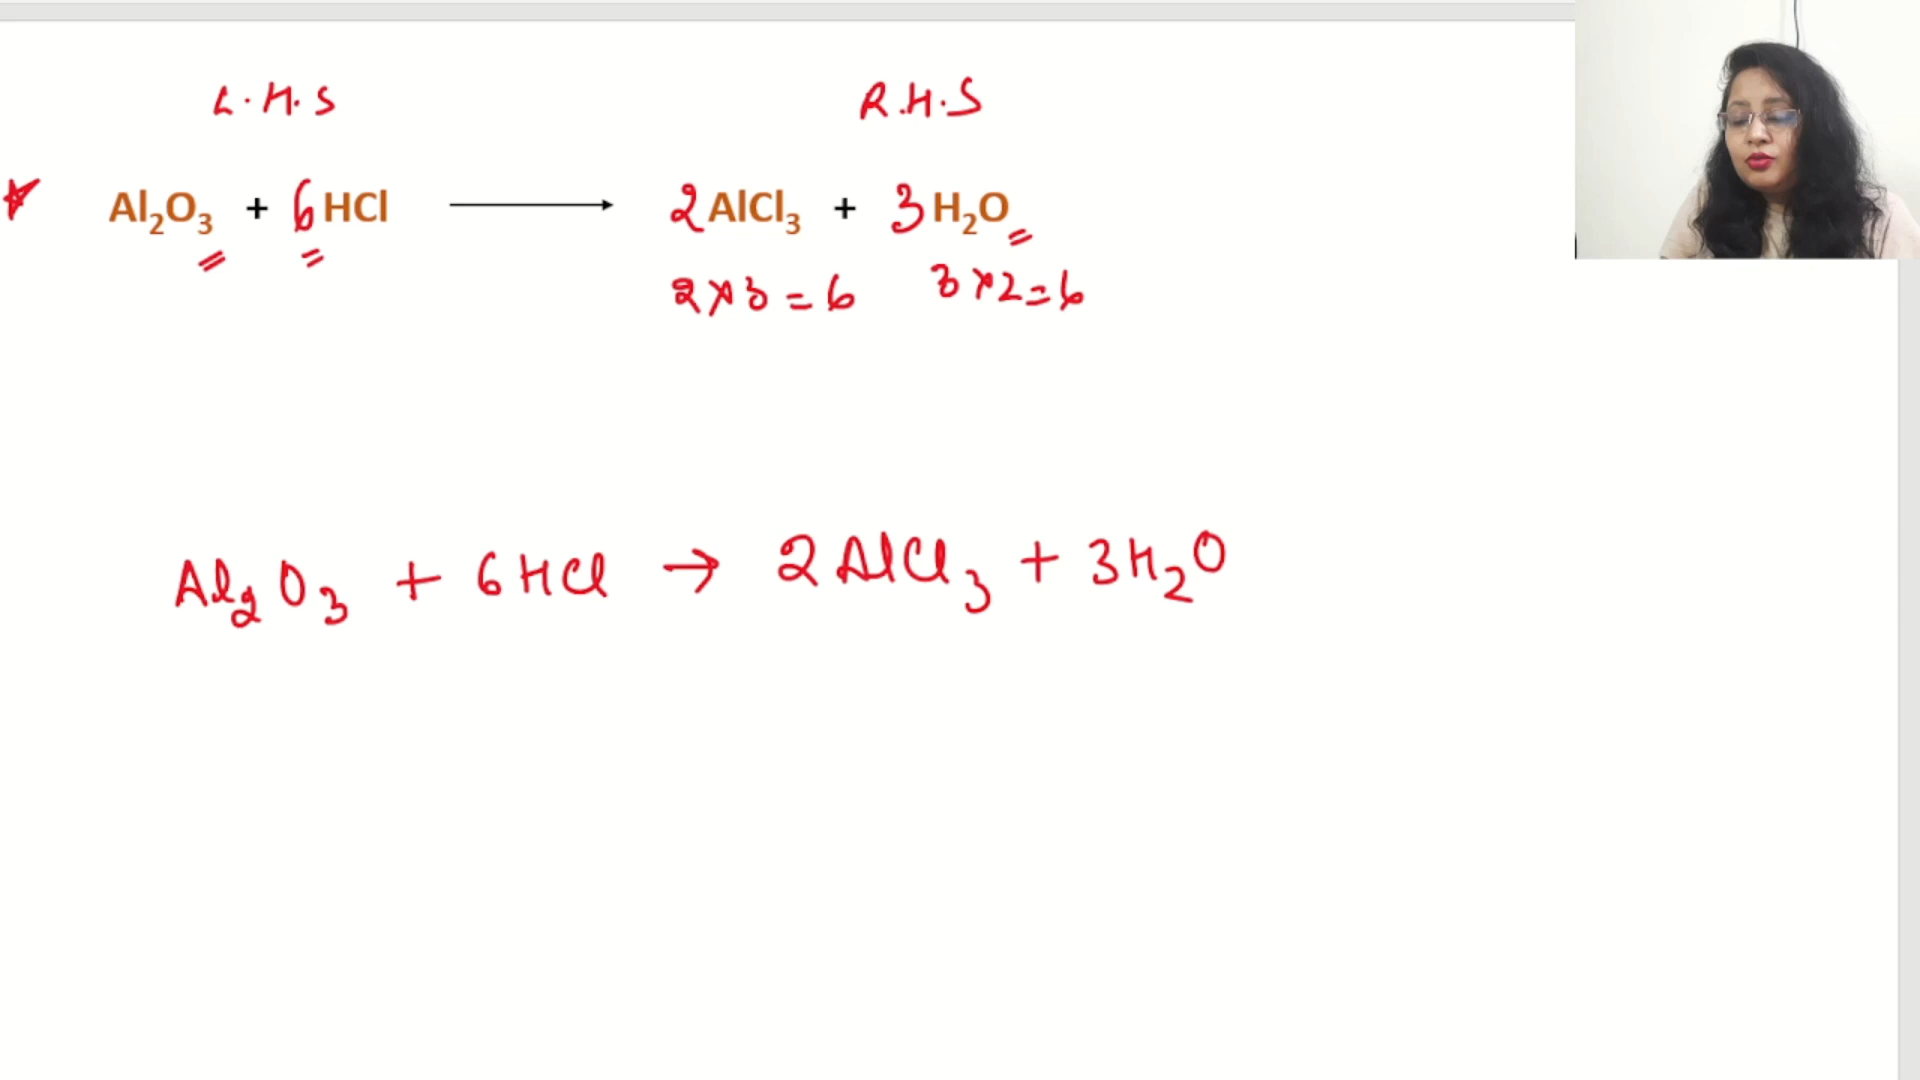 L.H.S R.H.S
Al₂O₃ + 6HCl ⟶ 2AlCl₃ + 3H₂O
2×3=6 3×2=6
Al₂O₃ + 6HCl → 2AlCl₃ + 3H₂O